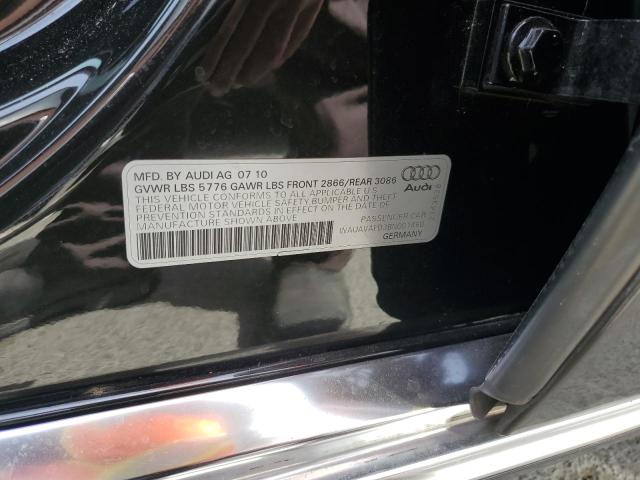 MFD. BY AUDI AG 07 10
GVWR LBS 5776 GAWR LBS FRONT 2866/REAR 3086
THIS VEHICLE CONFORMS TO ALL APPLICABLE U.S.
FEDERAL MOTOR VEHICLE SAFETY, BUMPER AND THEFT
PREVENTION STANDARDS IN EFFECT ON THE DATE OF
MANUFACTURE SHOWN ABOVE
Audi
PASSENGER CAR
GERMANY